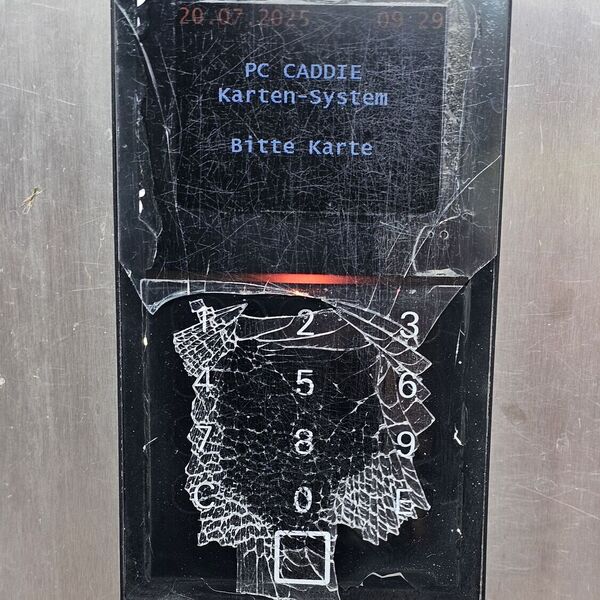 20.07.2025 09 29
PC CADDIE
Karten-System
Bitte Karte
1 2 3
4 5 6
7 8 9
C 0 E